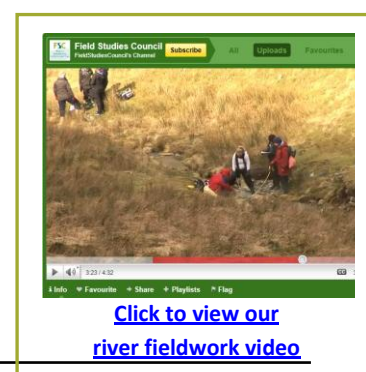 Field Studies Council
FieldStudiesCouncil's Channel
Subscribe
All
Uploads
Favourites
3:23 / 4:32
Info
Favourite
Share
Playlists
Flag
Click to view our
river fieldwork video